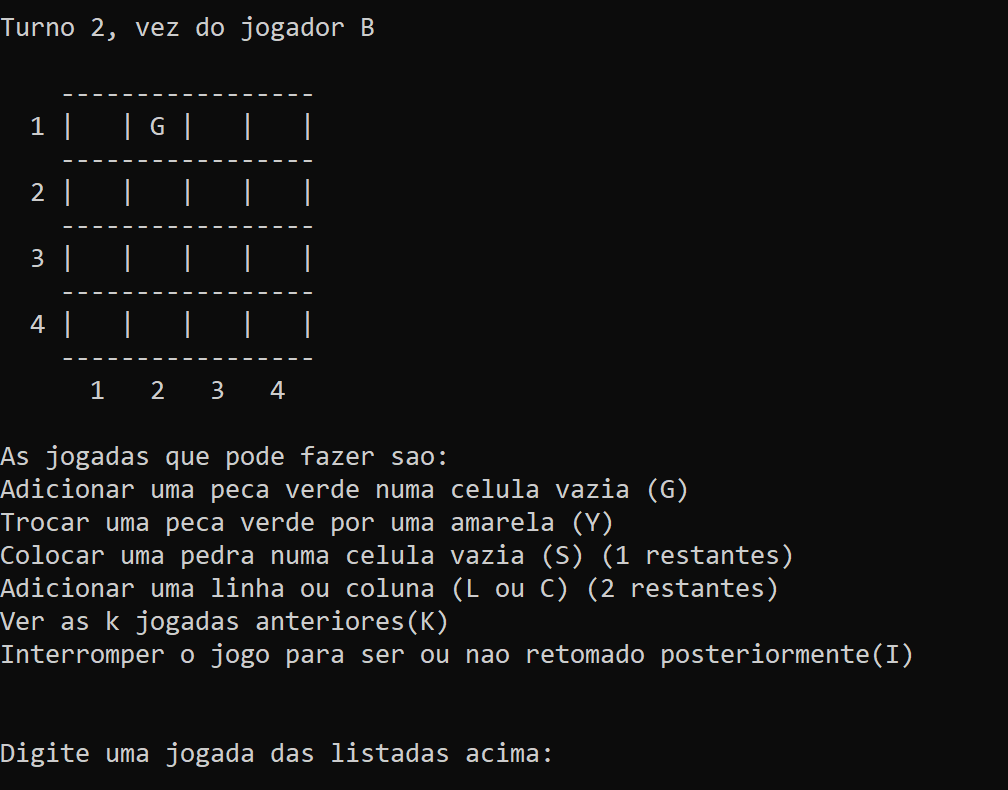 Turno 2, vez do jogador B
-----------------
1 |   | G |   |   |
-----------------
2 |   |   |   |   |
-----------------
3 |   |   |   |   |
-----------------
4 |   |   |   |   |
-----------------
1   2   3   4
As jogadas que pode fazer sao:
Adicionar uma peca verde numa celula vazia (G)
Trocar uma peca verde por uma amarela (Y)
Colocar uma pedra numa celula vazia (S) (1 restantes)
Adicionar uma linha ou coluna (L ou C) (2 restantes)
Ver as k jogadas anteriores(K)
Interromper o jogo para ser ou nao retomado posteriormente(I)
Digite uma jogada das listadas acima: